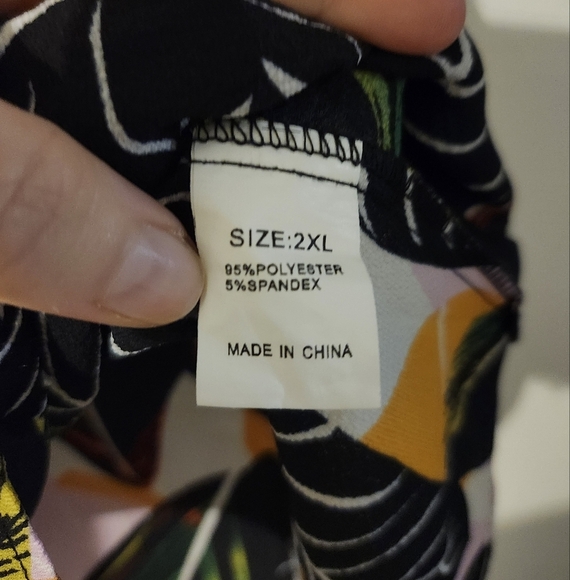 SIZE:2XL
95%POLYESTER
5%SPANDEX
MADE IN CHINA